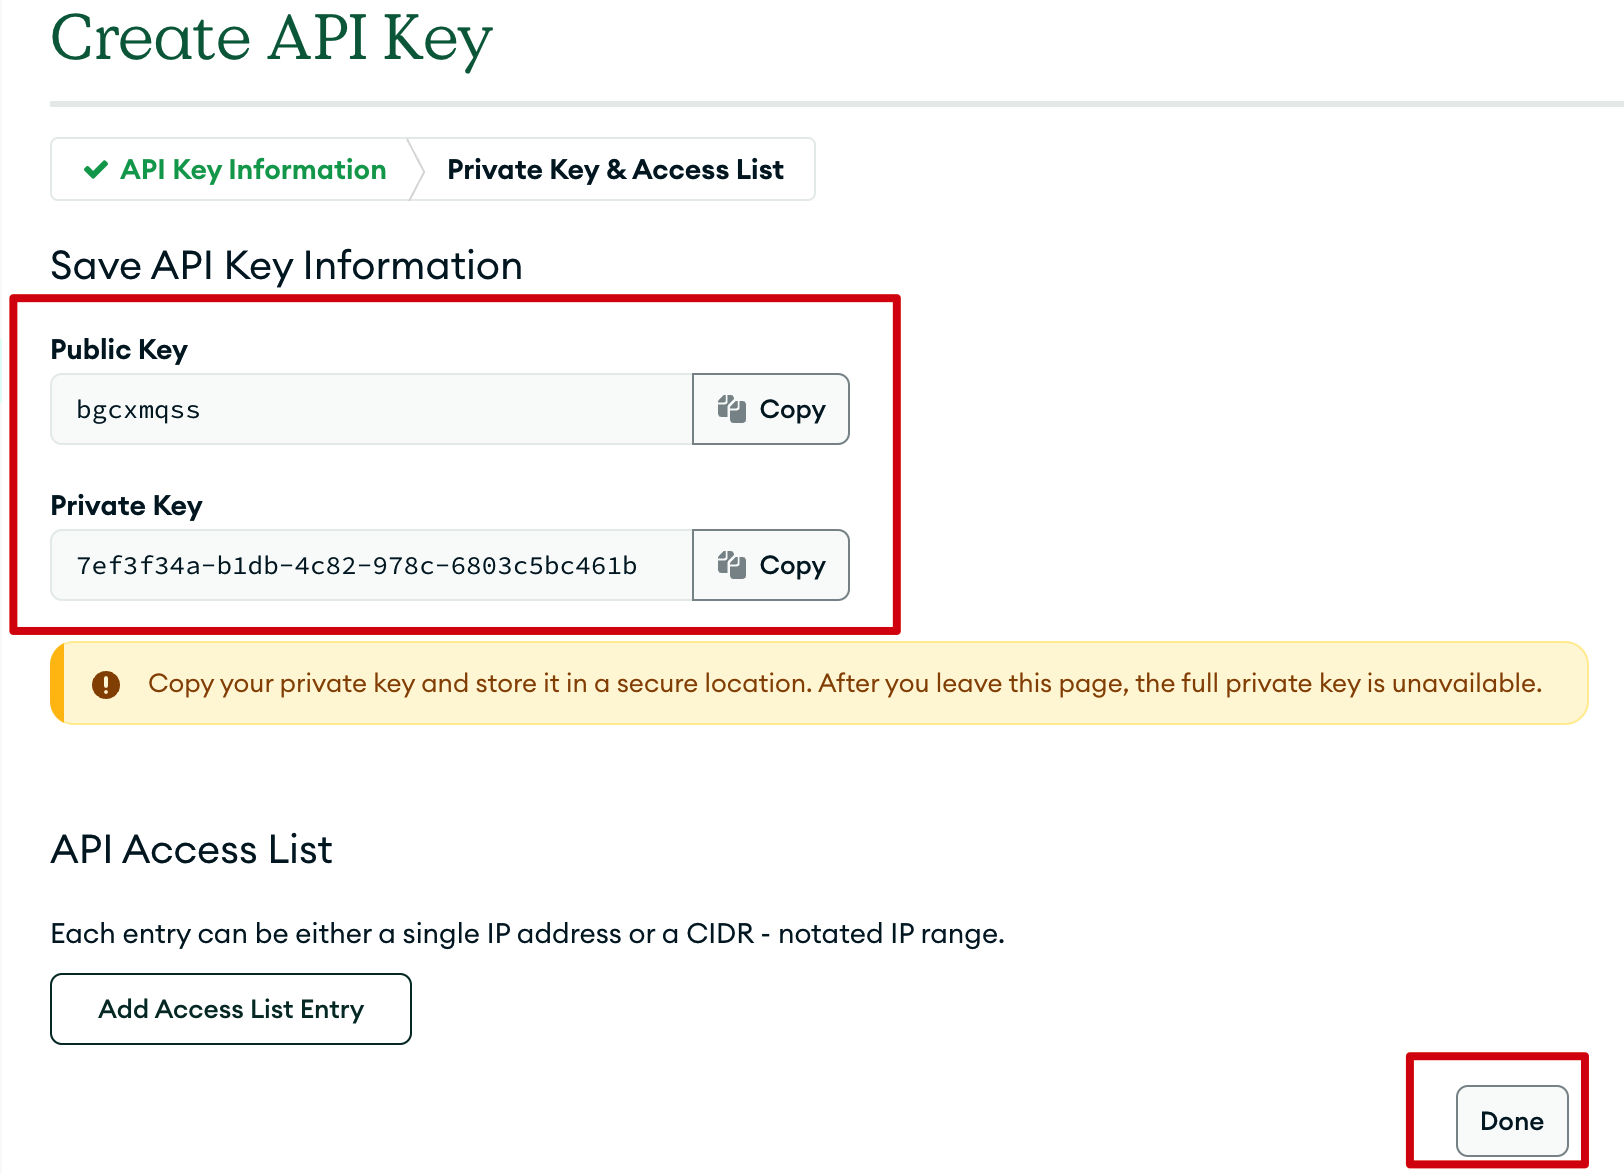 Create API Key
API Key Information
Private Key & Access List
Save API Key Information
Public Key
bgcxmqss
Copy
Private Key
7ef3f34a-b1db-4c82-978c-6803c5bc461b
Copy
Copy your private key and store it in a secure location. After you leave this page, the full private key is unavailable.
API Access List
Each entry can be either a single IP address or a CIDR - notated IP range.
Add Access List Entry
Done